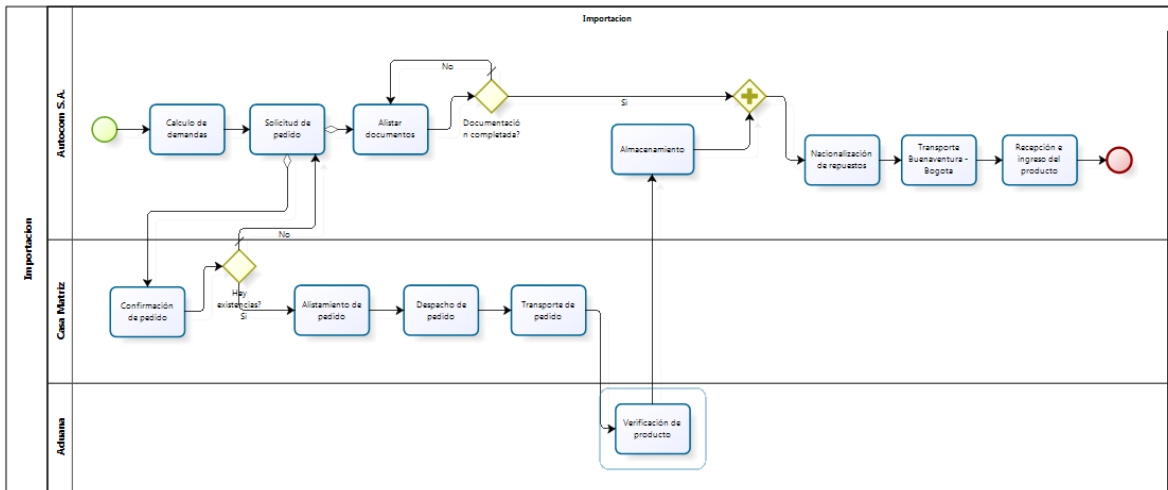 Importacion
Importacion
Autocom S.A.
Calculo de
demandas
Solicitud de
pedido
Alistar
documentos
No
Documentació
n completada?
Si
Almacenamiento
Nacionalización
de repuestos
Transporte
Buenaventura -
Bogota
Recepción e
ingreso del
producto
No
Casa Matriz
Confirmación
de pedido
Hay
existencias?
Si
Alistamiento de
pedido
Despacho de
pedido
Transporte de
pedido
Aduana
Verificación de
producto